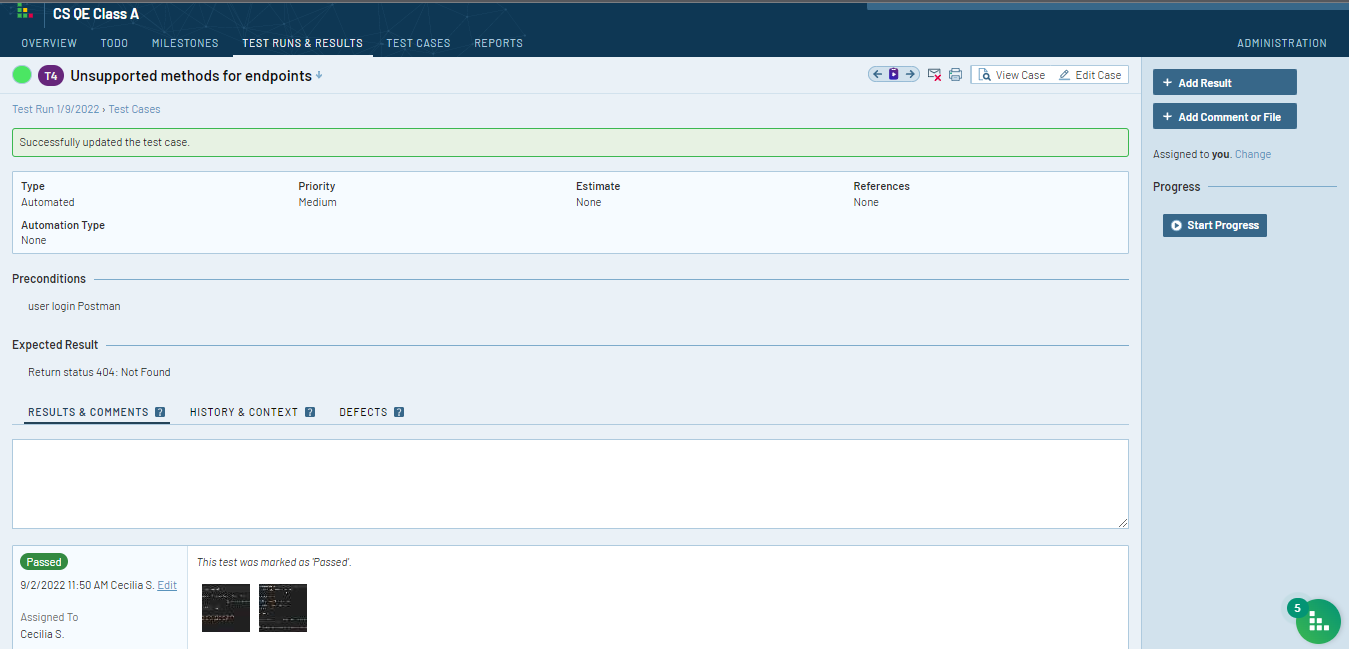 CS QE Class A
OVERVIEW TODO MILESTONES TEST RUNS & RESULTS TEST CASES REPORTS ADMINISTRATION
T4 Unsupported methods for endpoints
View Case Edit Case
+ Add Result
Test Run 1/9/2022 › Test Cases
+ Add Comment or File
Successfully updated the test case.
Assigned to you. Change
Type Priority Estimate References
Automated Medium None None
Progress
Automation Type
None
Start Progress
Preconditions
user login Postman
Expected Result
Return status 404: Not Found
RESULTS & COMMENTS ? HISTORY & CONTEXT ? DEFECTS ?
Passed
This test was marked as 'Passed'.
9/2/2022 11:50 AM Cecilia S. Edit
Assigned To
Cecilia S.
5